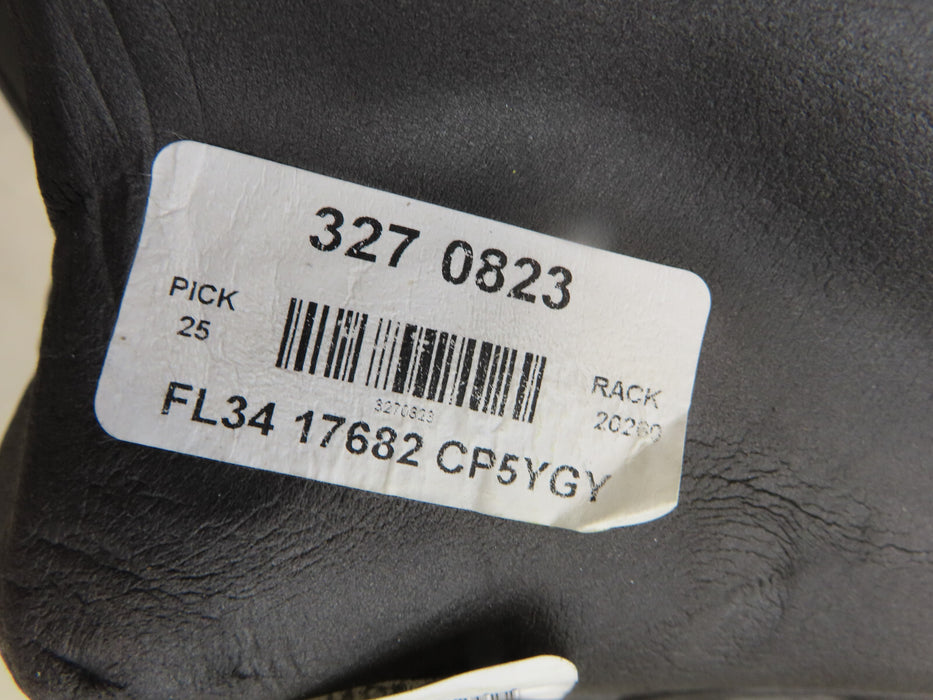 327 0823
PICK
25
3270823
RACK
FL34 17682 CP5YGY